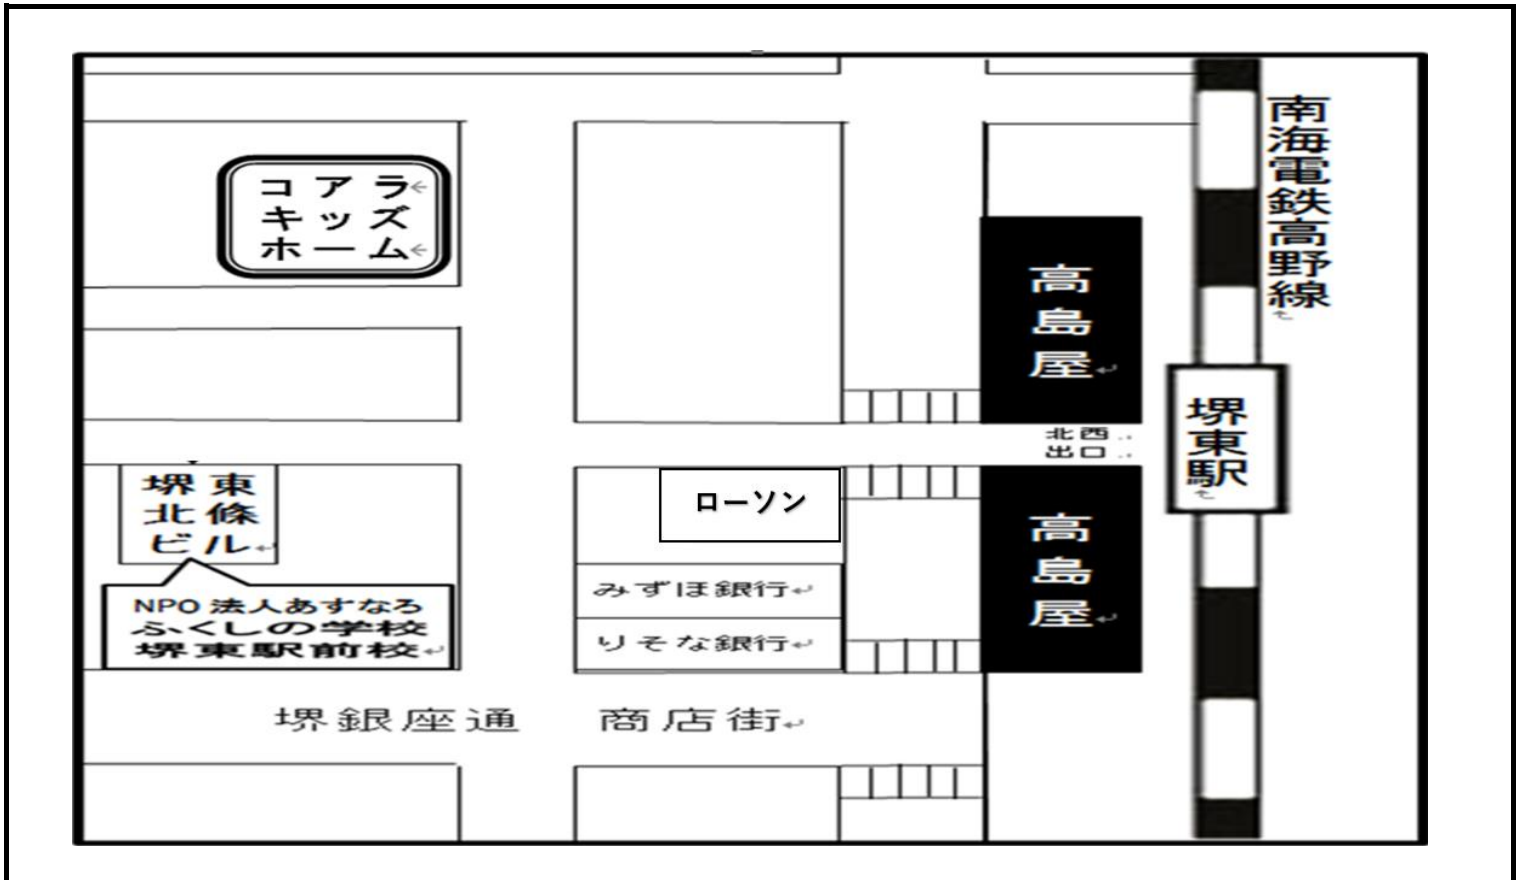 南海電鉄高野線
コアラ
キッズ
ホーム
高島屋
堺東駅
北西
出口
堺東
北條
ビル
ローソン
高島屋
みずほ銀行
NPO 法人あすなろ
ふくしの学校
堺東駅前校
りそな銀行
堺銀座通 商店街